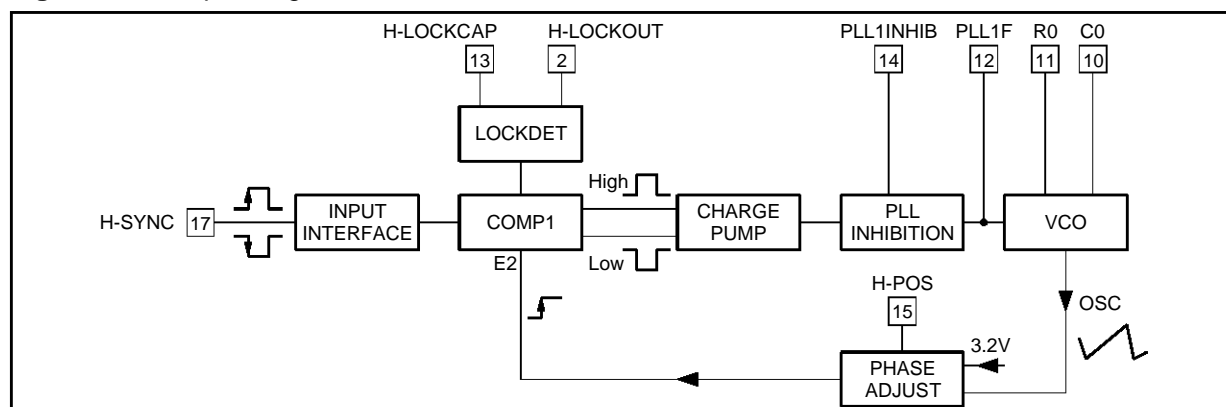 H-LOCKCAP
H-LOCKOUT
PLL1INHIB
PLL1F
R0
C0
13
2
14
12
11
10
LOCKDET
High
H-SYNC
17
INPUT
INTERFACE
COMP1
CHARGE
PUMP
PLL
INHIBITION
VCO
E2
Low
H-POS
15
OSC
3.2V
PHASE
ADJUST